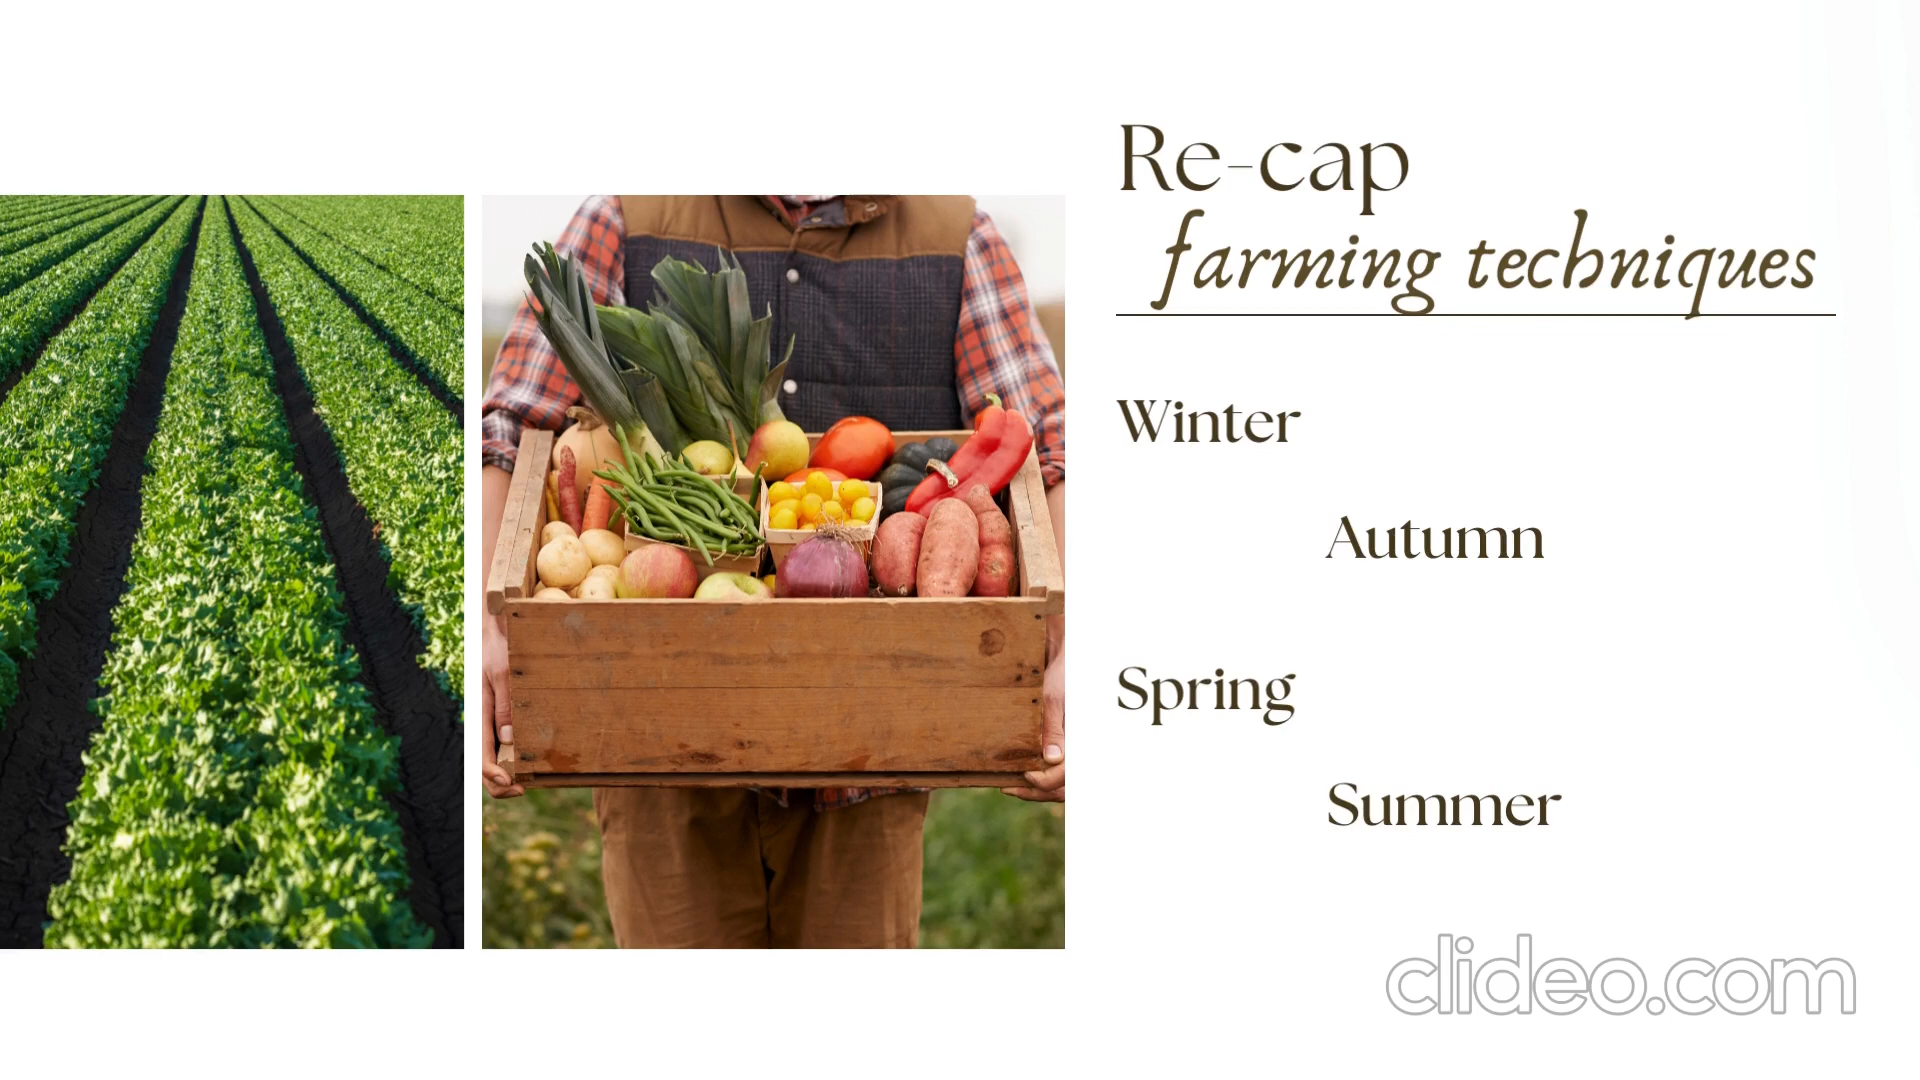 Re-cap
farming techniques
Winter
Autumn
Spring
Summer
clideo.com